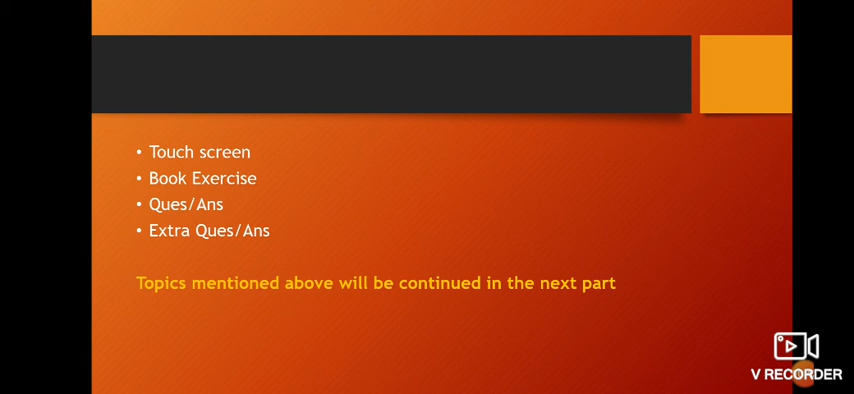 • Touch screen
• Book Exercise
• Ques/Ans
• Extra Ques/Ans
Topics mentioned above will be continued in the next part
V RECORDER